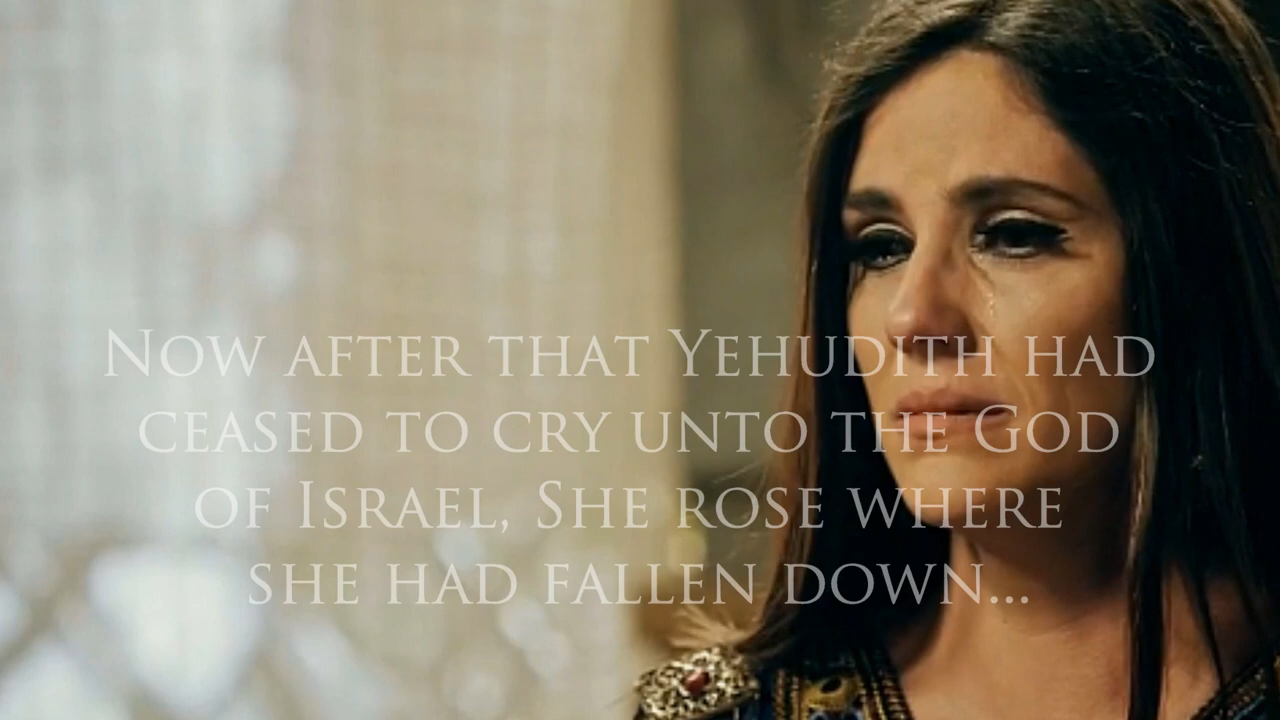 Now after that Yehudith had
ceased to cry unto the God
of Israel, She rose where
she had fallen down...